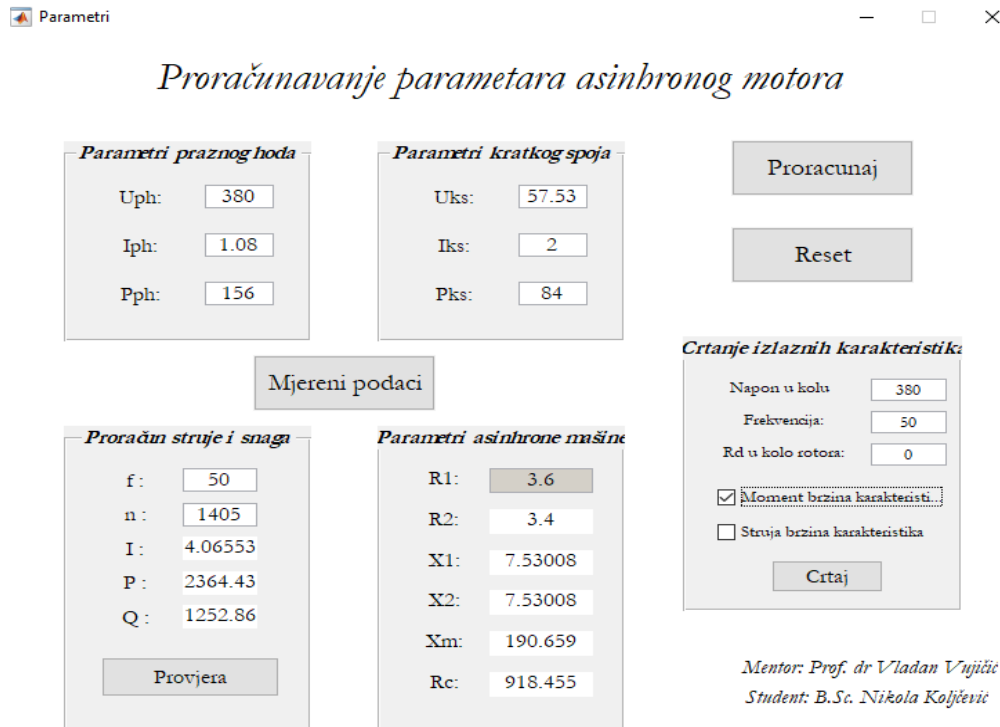 Parametri
Proračunavanje parametara asinhronog motora
Parametri praznog hoda
Uph: 380
Iph: 1.08
Pph: 156
Parametri kratkog spoja
Uks: 57.53
Iks: 2
Pks: 84
Proracunaj
Reset
Mjereni podaci
Proračun struje i snaga
f : 50
n : 1405
I : 4.06553
P : 2364.43
Q : 1252.86
Provjera
Parametri asinhrone mašine
R1: 3.6
R2: 3.4
X1: 7.53008
X2: 7.53008
Xm: 190.659
Rc: 918.455
Crtanje izlaznih karakteristika
Napon u kolu 380
Frekvencija: 50
Rd u kolo rotora: 0
Moment brzina karakteristi...
Struja brzina karakteristika
Crtaj
Mentor: Prof. dr Vladan Vujičić
Student: B.Sc. Nikola Koljčević